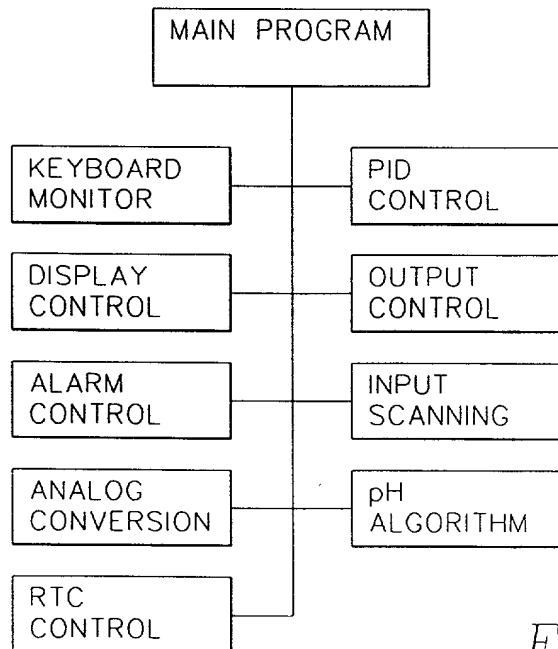 MAIN PROGRAM
KEYBOARD
MONITOR
PID
CONTROL
DISPLAY
CONTROL
OUTPUT
CONTROL
ALARM
CONTROL
INPUT
SCANNING
ANALOG
CONVERSION
pH
ALGORITHM
RTC
CONTROL